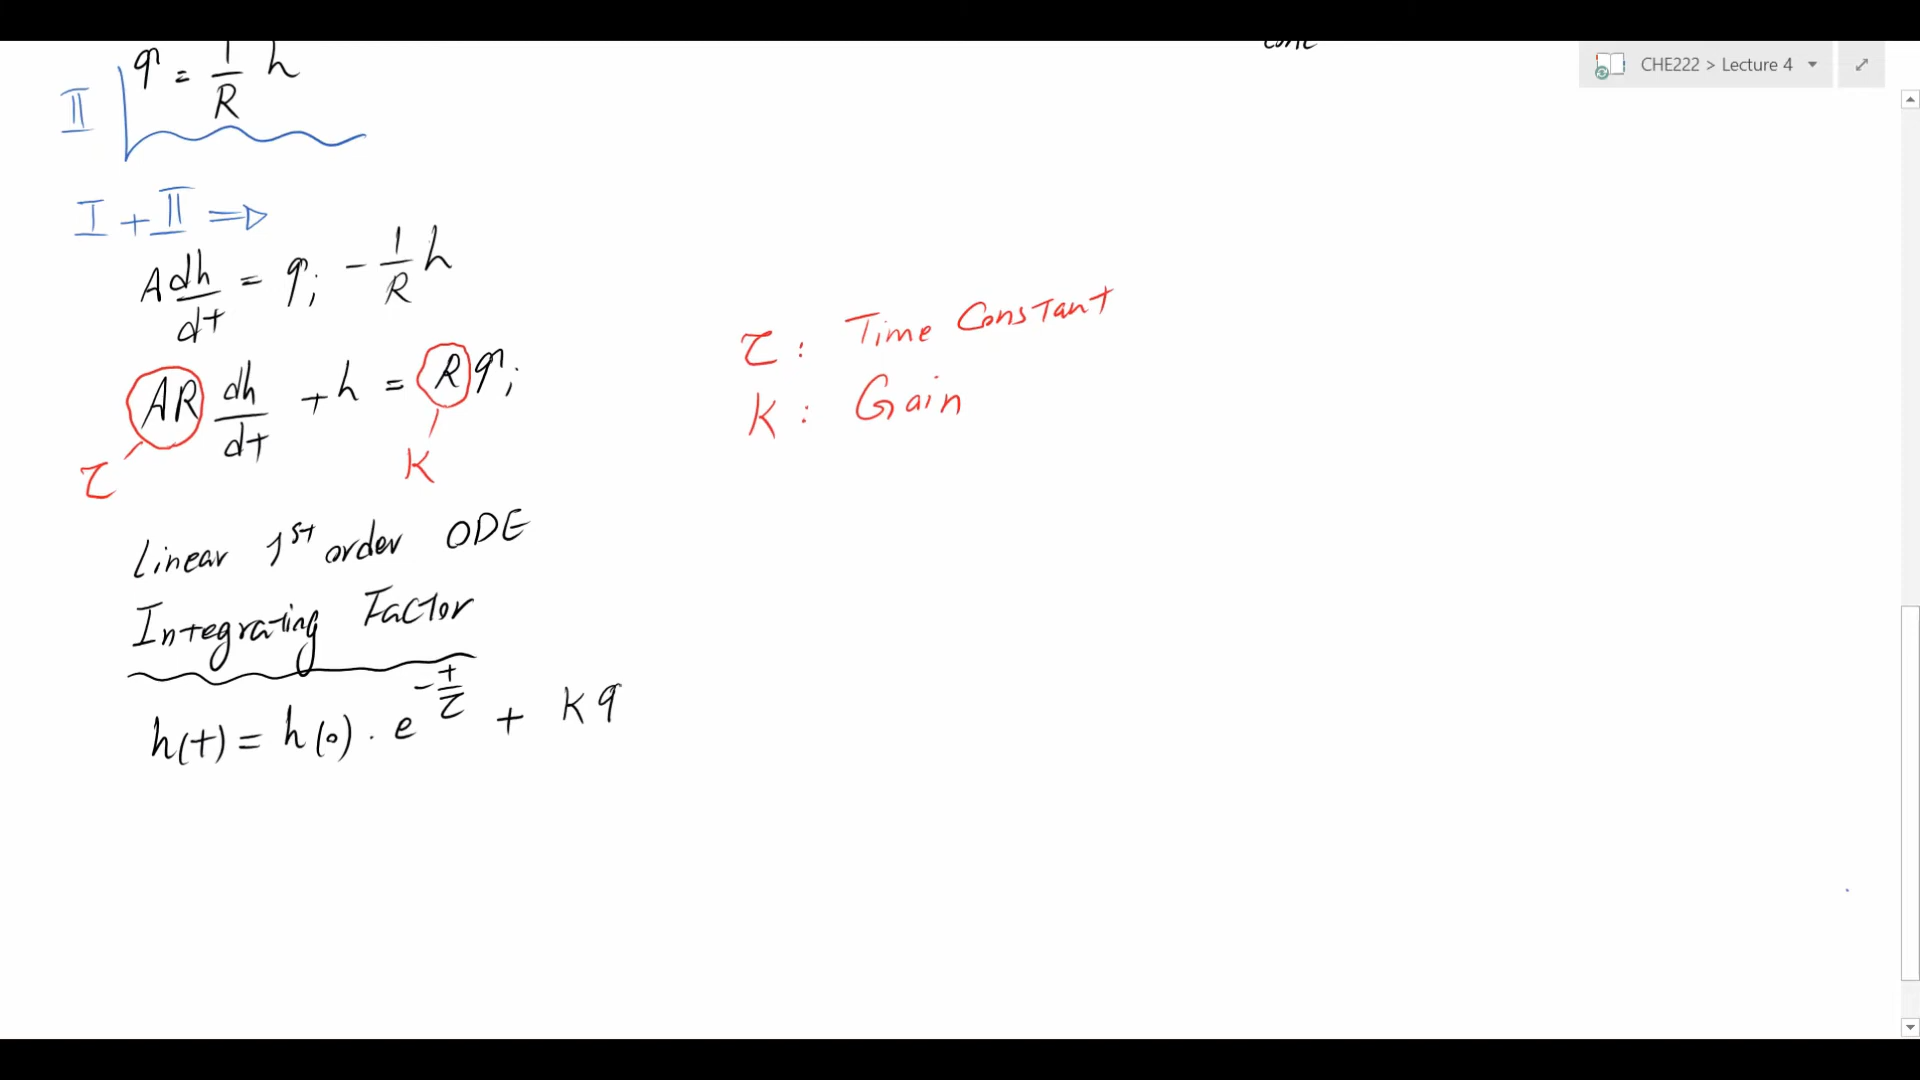 CHE222 > Lecture 4
II q = 1/R h
I + II ⇒
A dh/dt = qi - 1/R h
AR dh/dt + h = R qi
τ K
τ : Time Constant
K : Gain
Linear 1st order ODE
Integrating Factor
h(t) = h(0) . e^(-t/τ) + K q